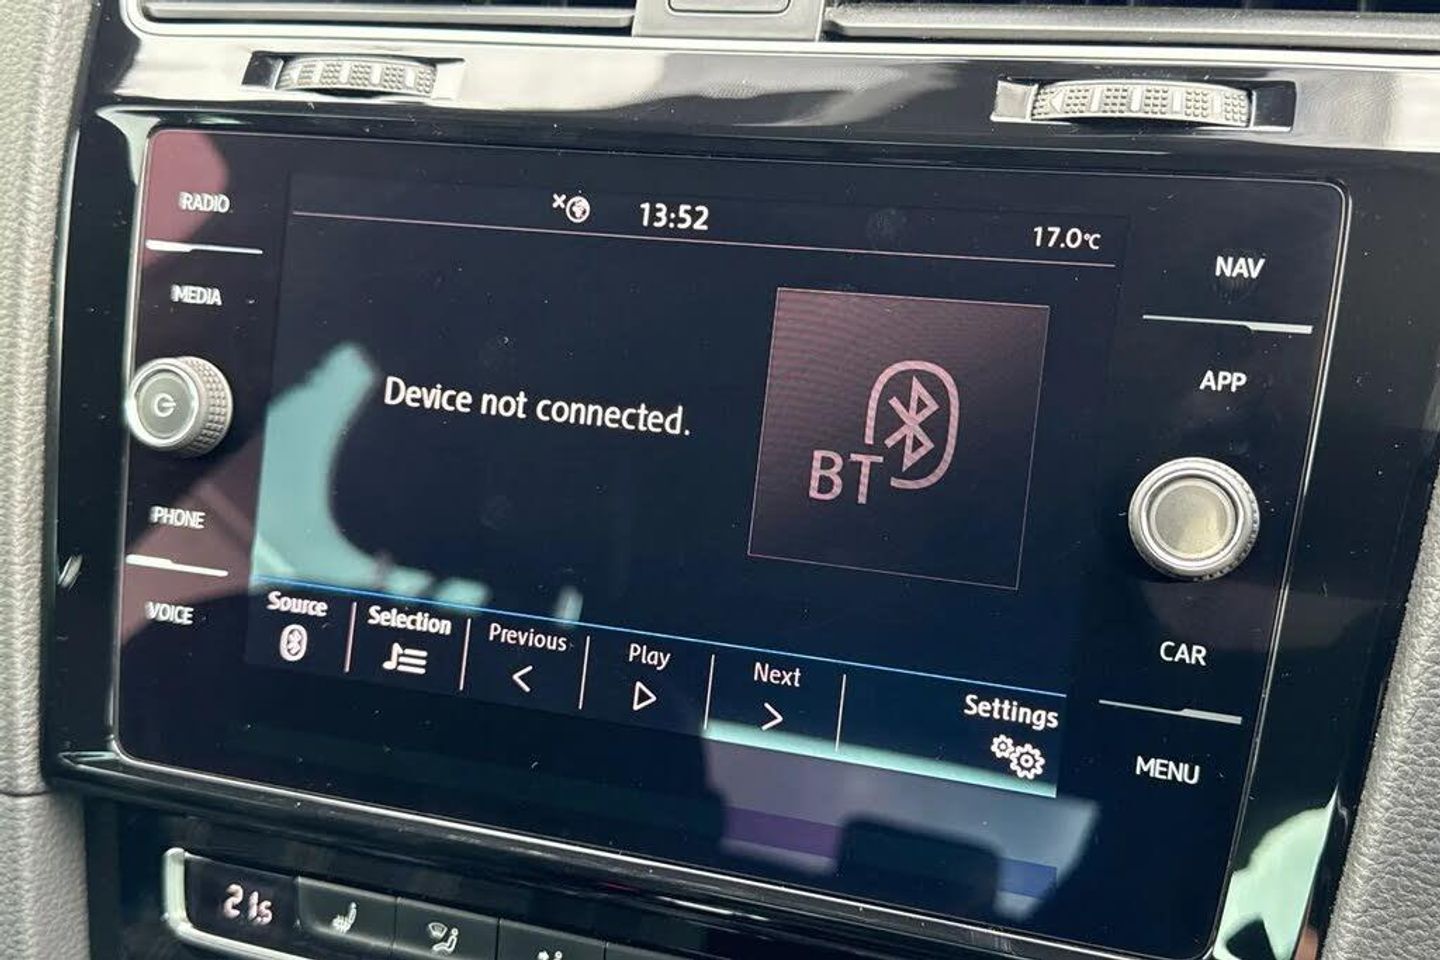 RADIO
MEDIA
PHONE
VOICE
13:52
17.0°C
Device not connected.
BT
Source
Selection
Previous
Play
Next
Settings
NAV
APP
CAR
MENU
21.5